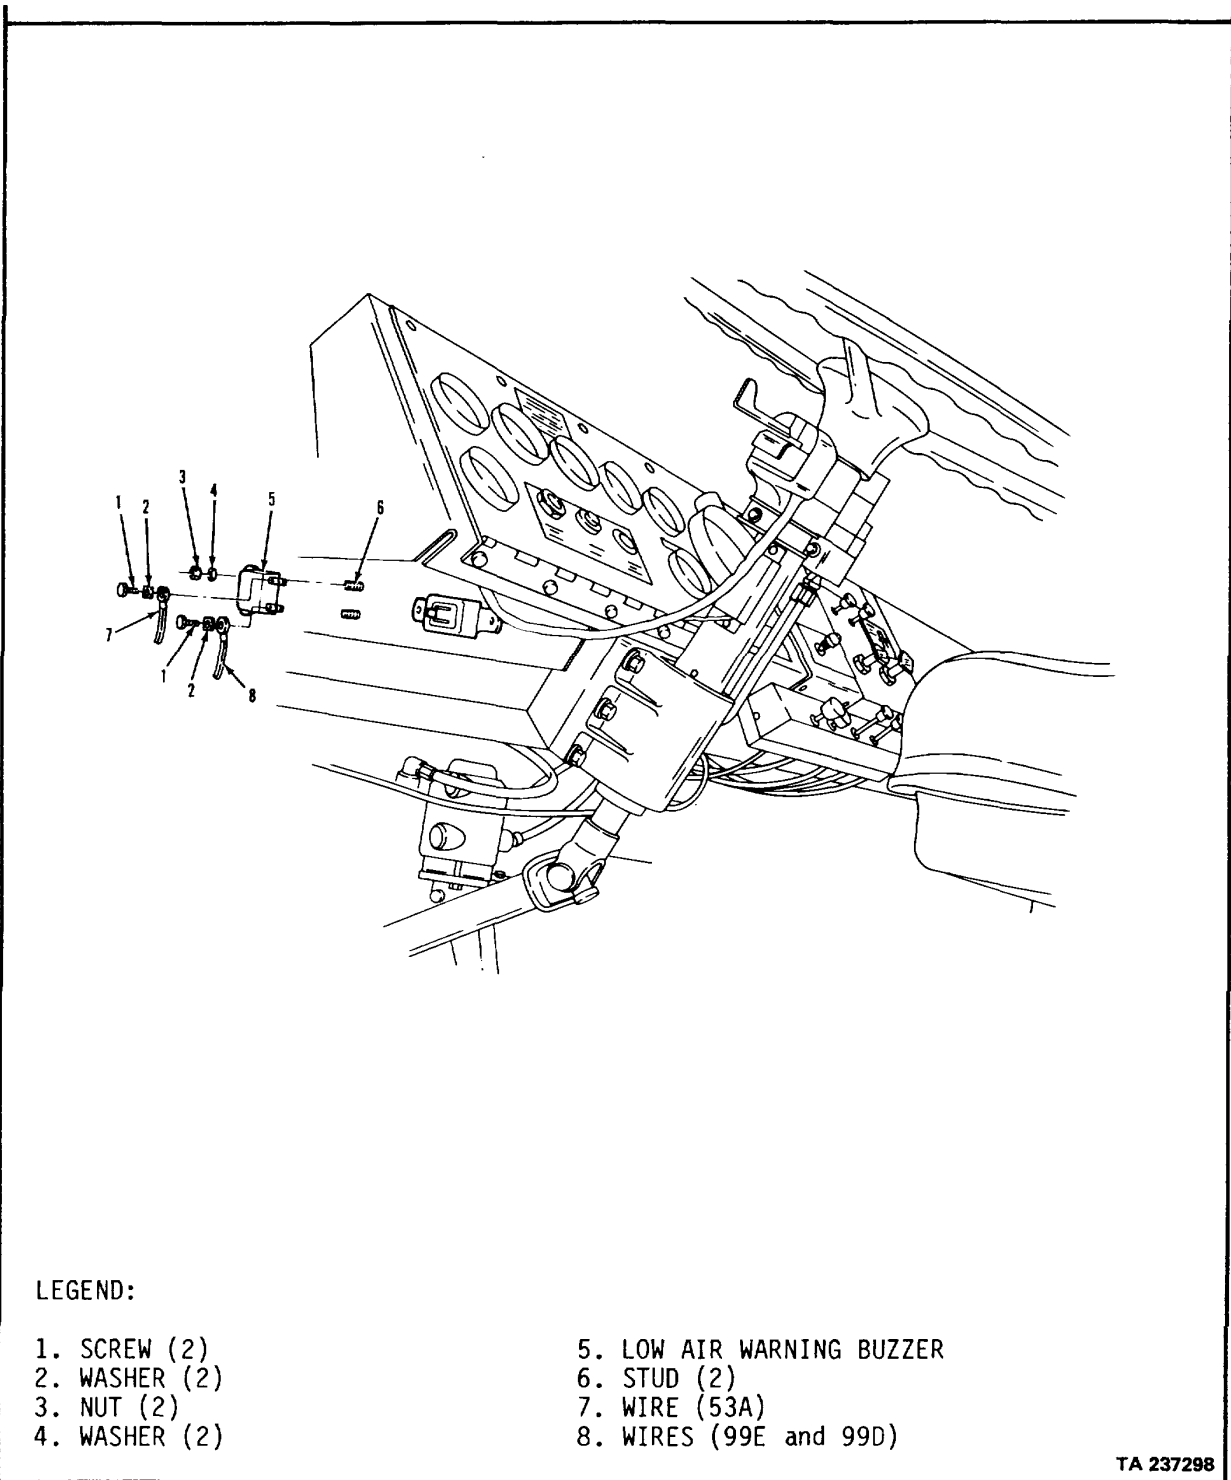 3 4 5
1 2 6
7
1 2 8
LEGEND:
1. SCREW (2)
2. WASHER (2)
3. NUT (2)
4. WASHER (2)
5. LOW AIR WARNING BUZZER
6. STUD (2)
7. WIRE (53A)
8. WIRES (99E and 99D)
TA 237298